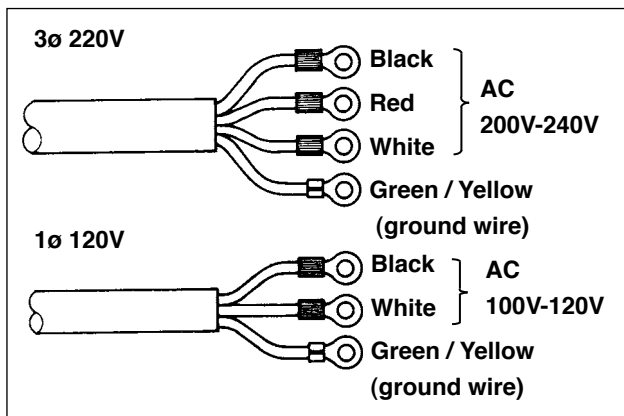 3ø 220V
Black
Red
White
AC
200V-240V
Green / Yellow
(ground wire)
1ø 120V
Black
White
AC
100V-120V
Green / Yellow
(ground wire)